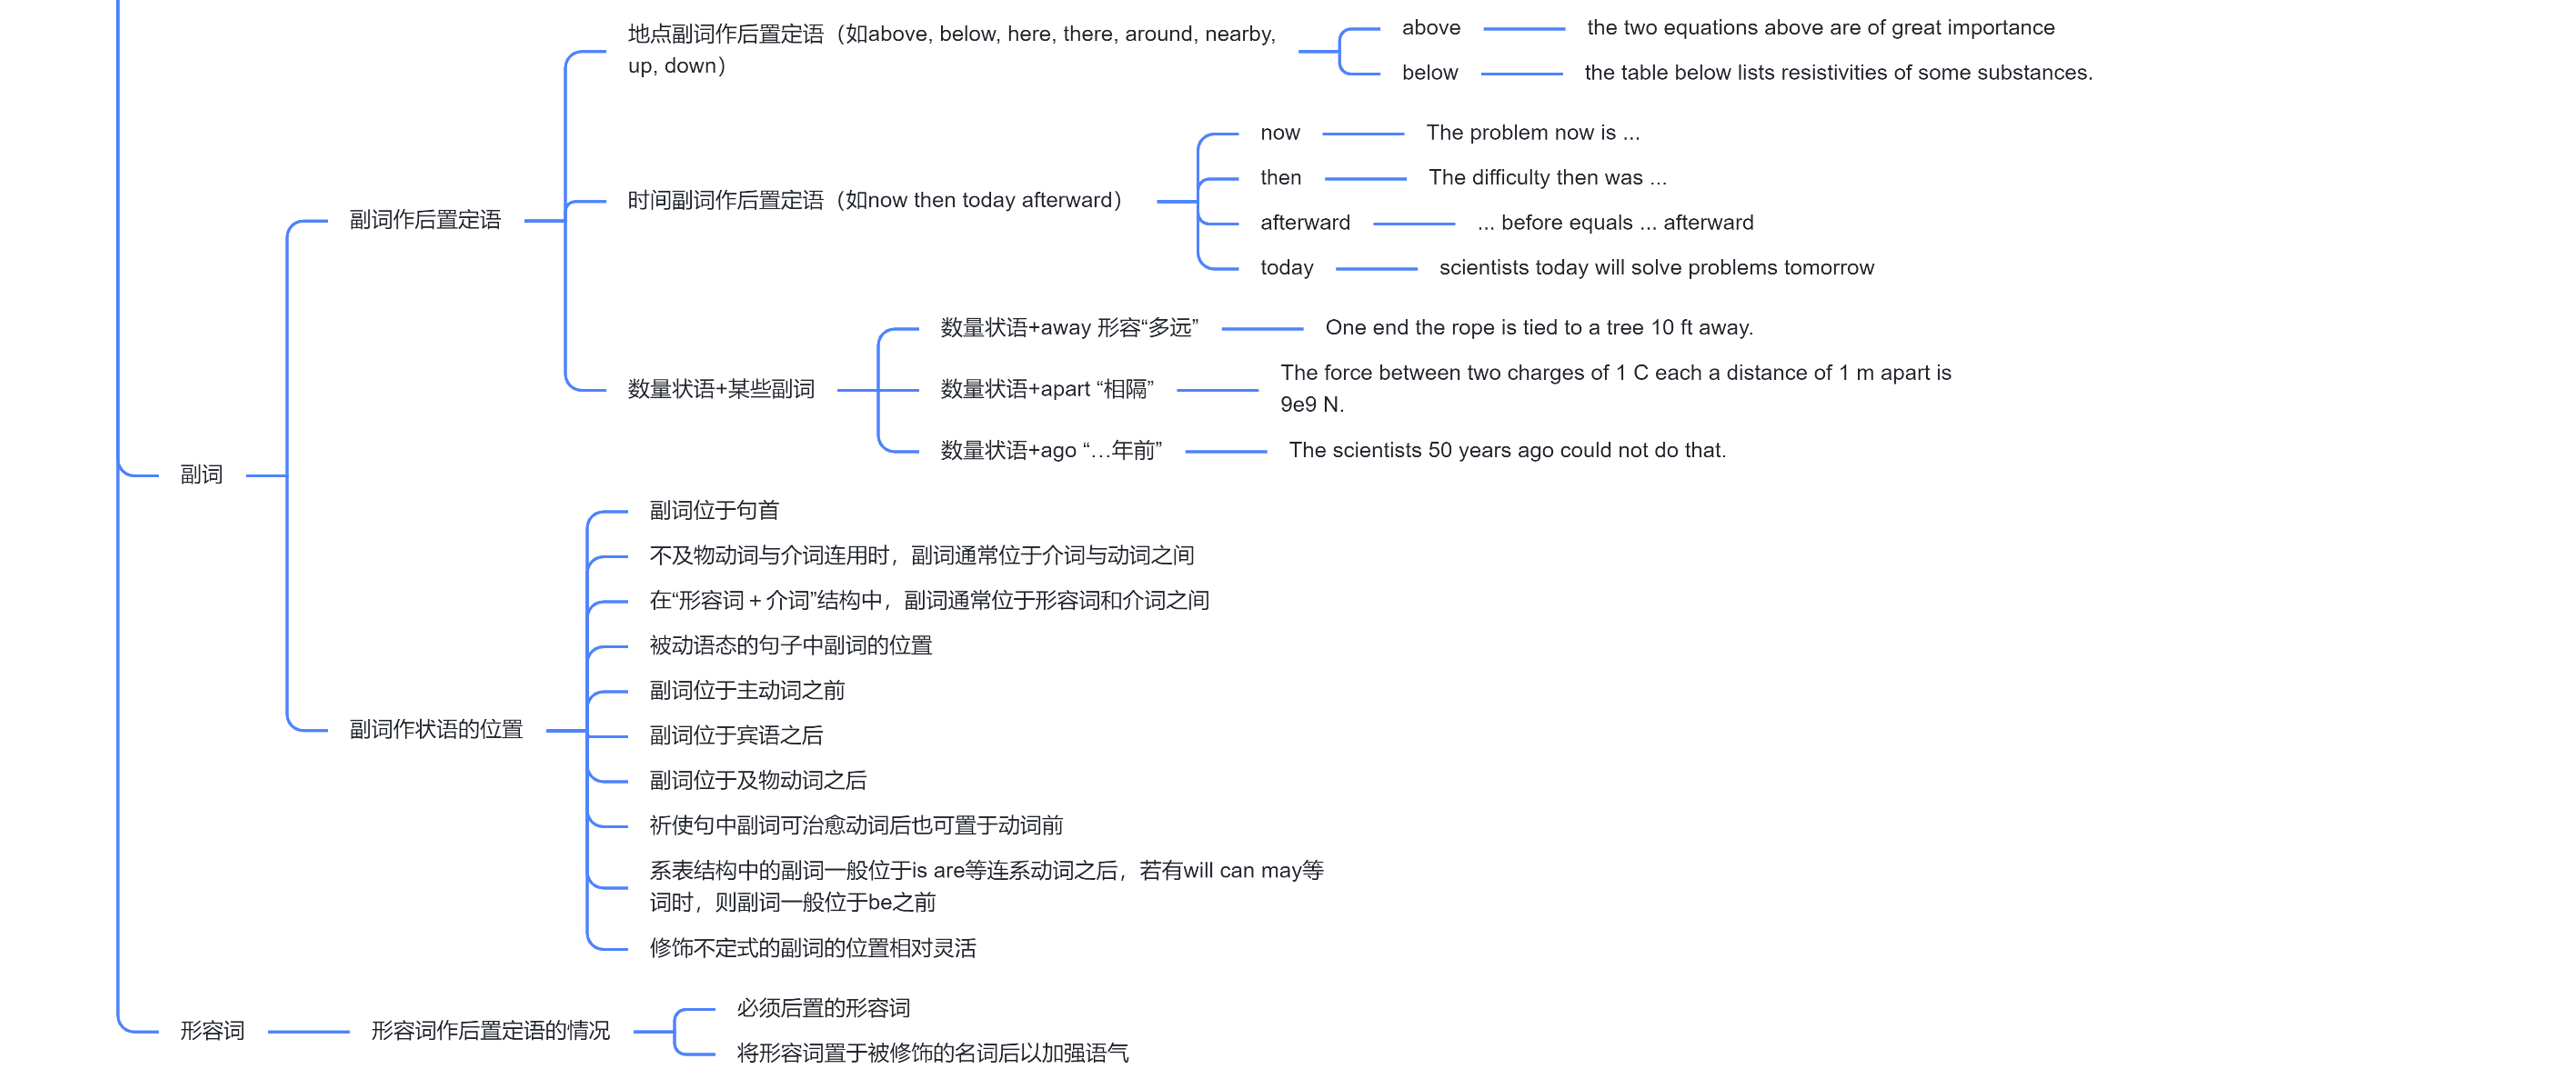 地点副词作后置定语（如above, below, here, there, around, nearby,
up, down）
above
the two equations above are of great importance
below
the table below lists resistivities of some substances.
副词作后置定语
时间副词作后置定语（如now then today afterward）
now
The problem now is ...
then
The difficulty then was ...
afterward
... before equals ... afterward
today
scientists today will solve problems tomorrow
数量状语+某些副词
数量状语+away 形容“多远”
One end the rope is tied to a tree 10 ft away.
数量状语+apart “相隔”
The force between two charges of 1 C each a distance of 1 m apart is
9e9 N.
数量状语+ago “…年前”
The scientists 50 years ago could not do that.
副词
副词作状语的位置
副词位于句首
不及物动词与介词连用时，副词通常位于介词与动词之间
在“形容词 + 介词”结构中，副词通常位于形容词和介词之间
被动语态的句子中副词的位置
副词位于主动词之前
副词位于宾语之后
副词位于及物动词之后
祈使句中副词可治愈动词后也可置于动词前
系表结构中的副词一般位于is are等连系动词之后，若有will can may等
词时，则副词一般位于be之前
修饰不定式的副词的位置相对灵活
形容词
形容词作后置定语的情况
必须后置的形容词
将形容词置于被修饰的名词后以加强语气